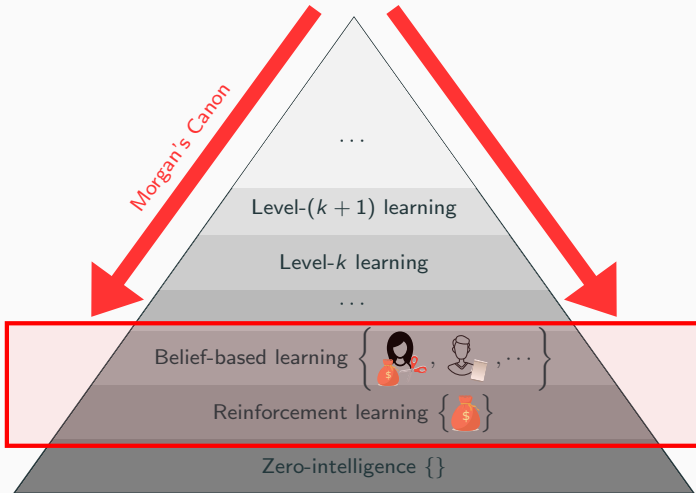 Morgan's Canon
...
Level-(k + 1) learning
Level-k learning
...
Belief-based learning { $ , , ... }
Reinforcement learning { $ }
Zero-intelligence {}